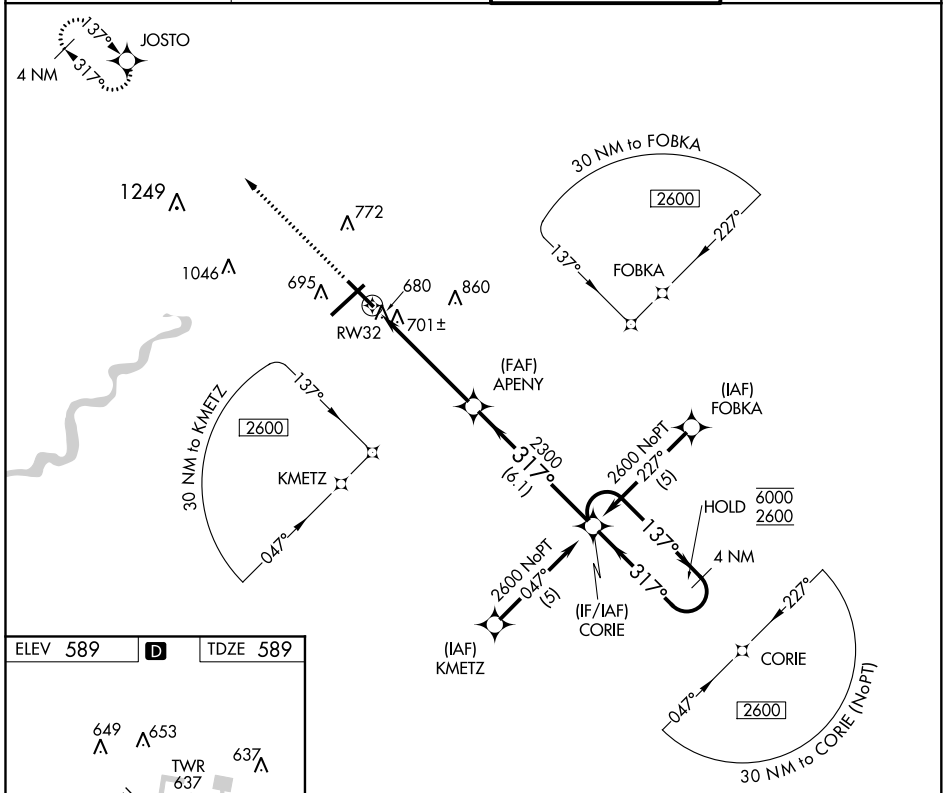 JOSTO
137°
317°
4 NM
1249
772
1046
695
680
860
701±
RW32
30 NM to FOBKA
2600
137°
227°
FOBKA
(FAF)
APENY
(IAF)
FOBKA
30 NM to KMETZ
2600
137°
KMETZ
047°
2300
317°
(6.1)
2600 NoPT
227°
(5)
HOLD
6000
2600
137°
317°
4 NM
2600 NoPT
047°
(5)
(IF/IAF)
CORIE
(IAF)
KMETZ
227°
CORIE
047°
2600
30 NM to CORIE (NoPT)
ELEV 589
D
TDZE 589
649
653
637
TWR
637